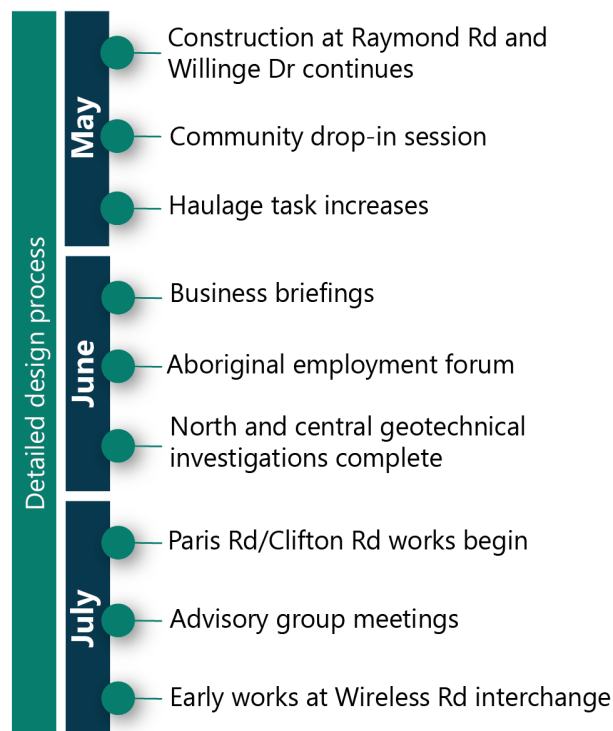 Detailed design process
May
Construction at Raymond Rd and
Willinge Dr continues
Community drop-in session
Haulage task increases
June
Business briefings
Aboriginal employment forum
North and central geotechnical
investigations complete
July
Paris Rd/Clifton Rd works begin
Advisory group meetings
Early works at Wireless Rd interchange